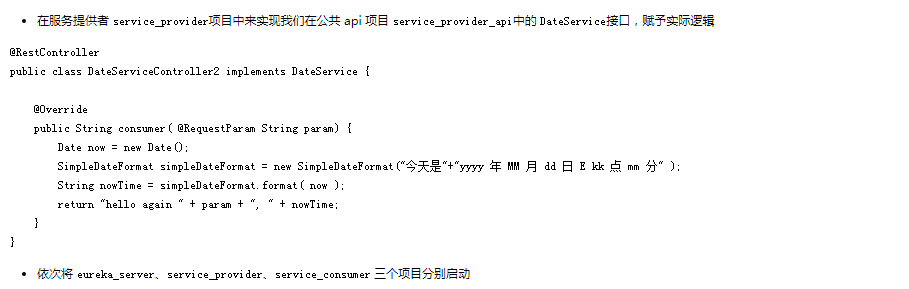 • 在服务提供者 service_provider项目中来实现我们在公共 api 项目 service_provider_api中的 DateService接口，赋予实际逻辑
@RestController
public class DateServiceController2 implements DateService {
    @Override
    public String consumer( @RequestParam String param) {
        Date now = new Date();
        SimpleDateFormat simpleDateFormat = new SimpleDateFormat("今天是"+"yyyy 年 MM 月 dd 日 E kk 点 mm 分" );
        String nowTime = simpleDateFormat.format( now );
        return "hello again " + param + ", " + nowTime;
    }
}
• 依次将 eureka_server、service_provider、service_consumer 三个项目分别启动